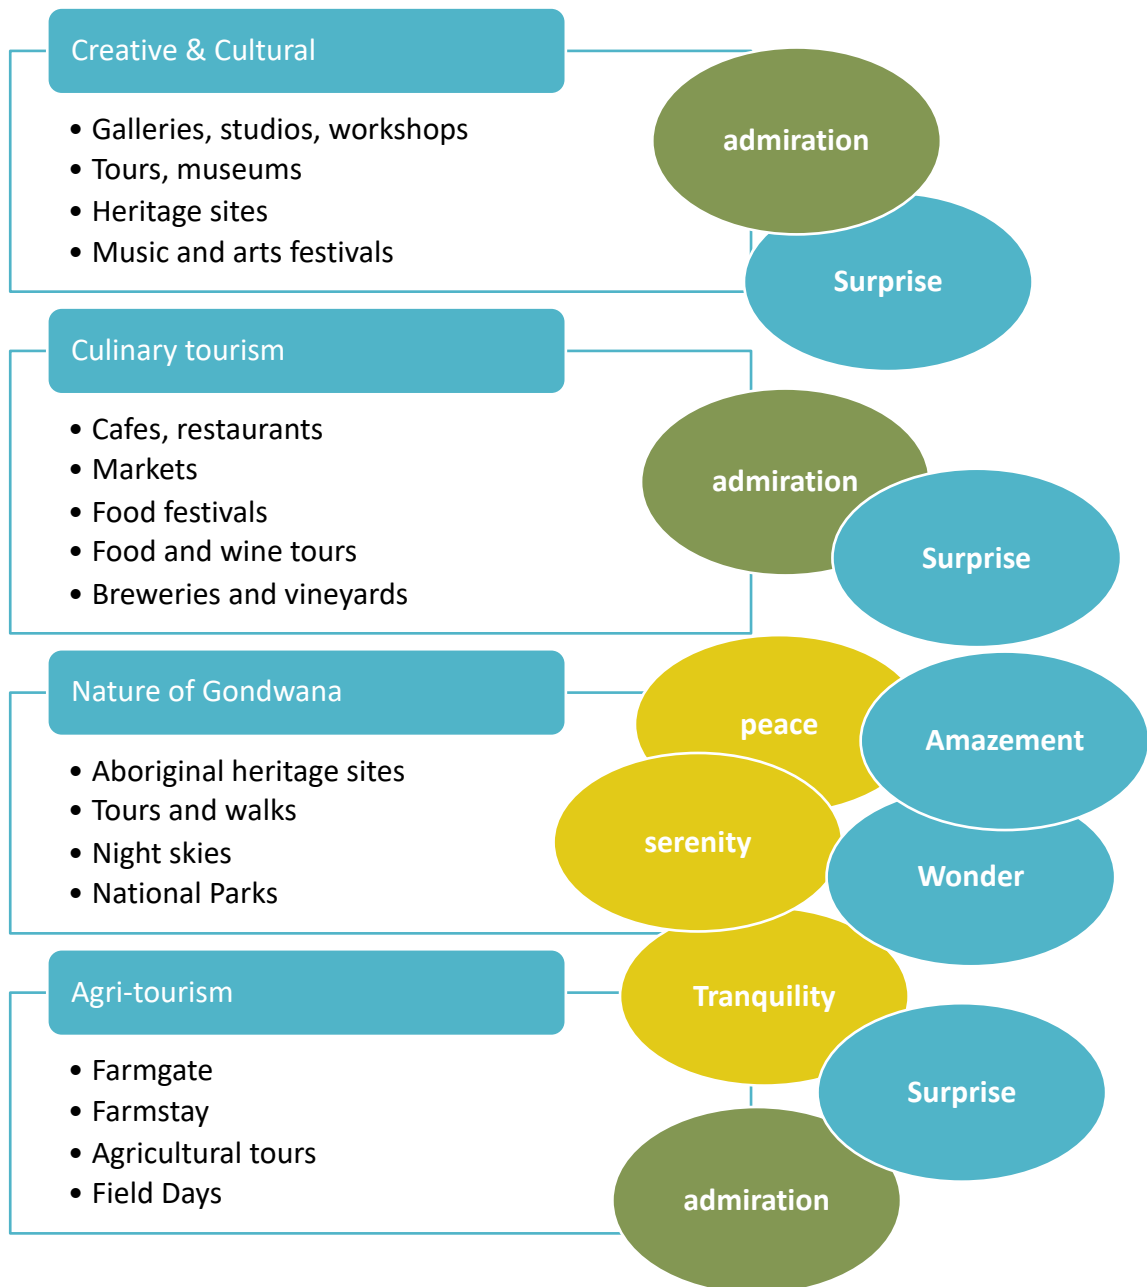 Creative & Cultural
• Galleries, studios, workshops
• Tours, museums
• Heritage sites
• Music and arts festivals
admiration
Surprise
Culinary tourism
• Cafes, restaurants
• Markets
• Food festivals
• Food and wine tours
• Breweries and vineyards
admiration
Surprise
Nature of Gondwana
• Aboriginal heritage sites
• Tours and walks
• Night skies
• National Parks
peace
Amazement
serenity
Wonder
Agri-tourism
• Farmgate
• Farmstay
• Agricultural tours
• Field Days
Tranquility
Surprise
admiration